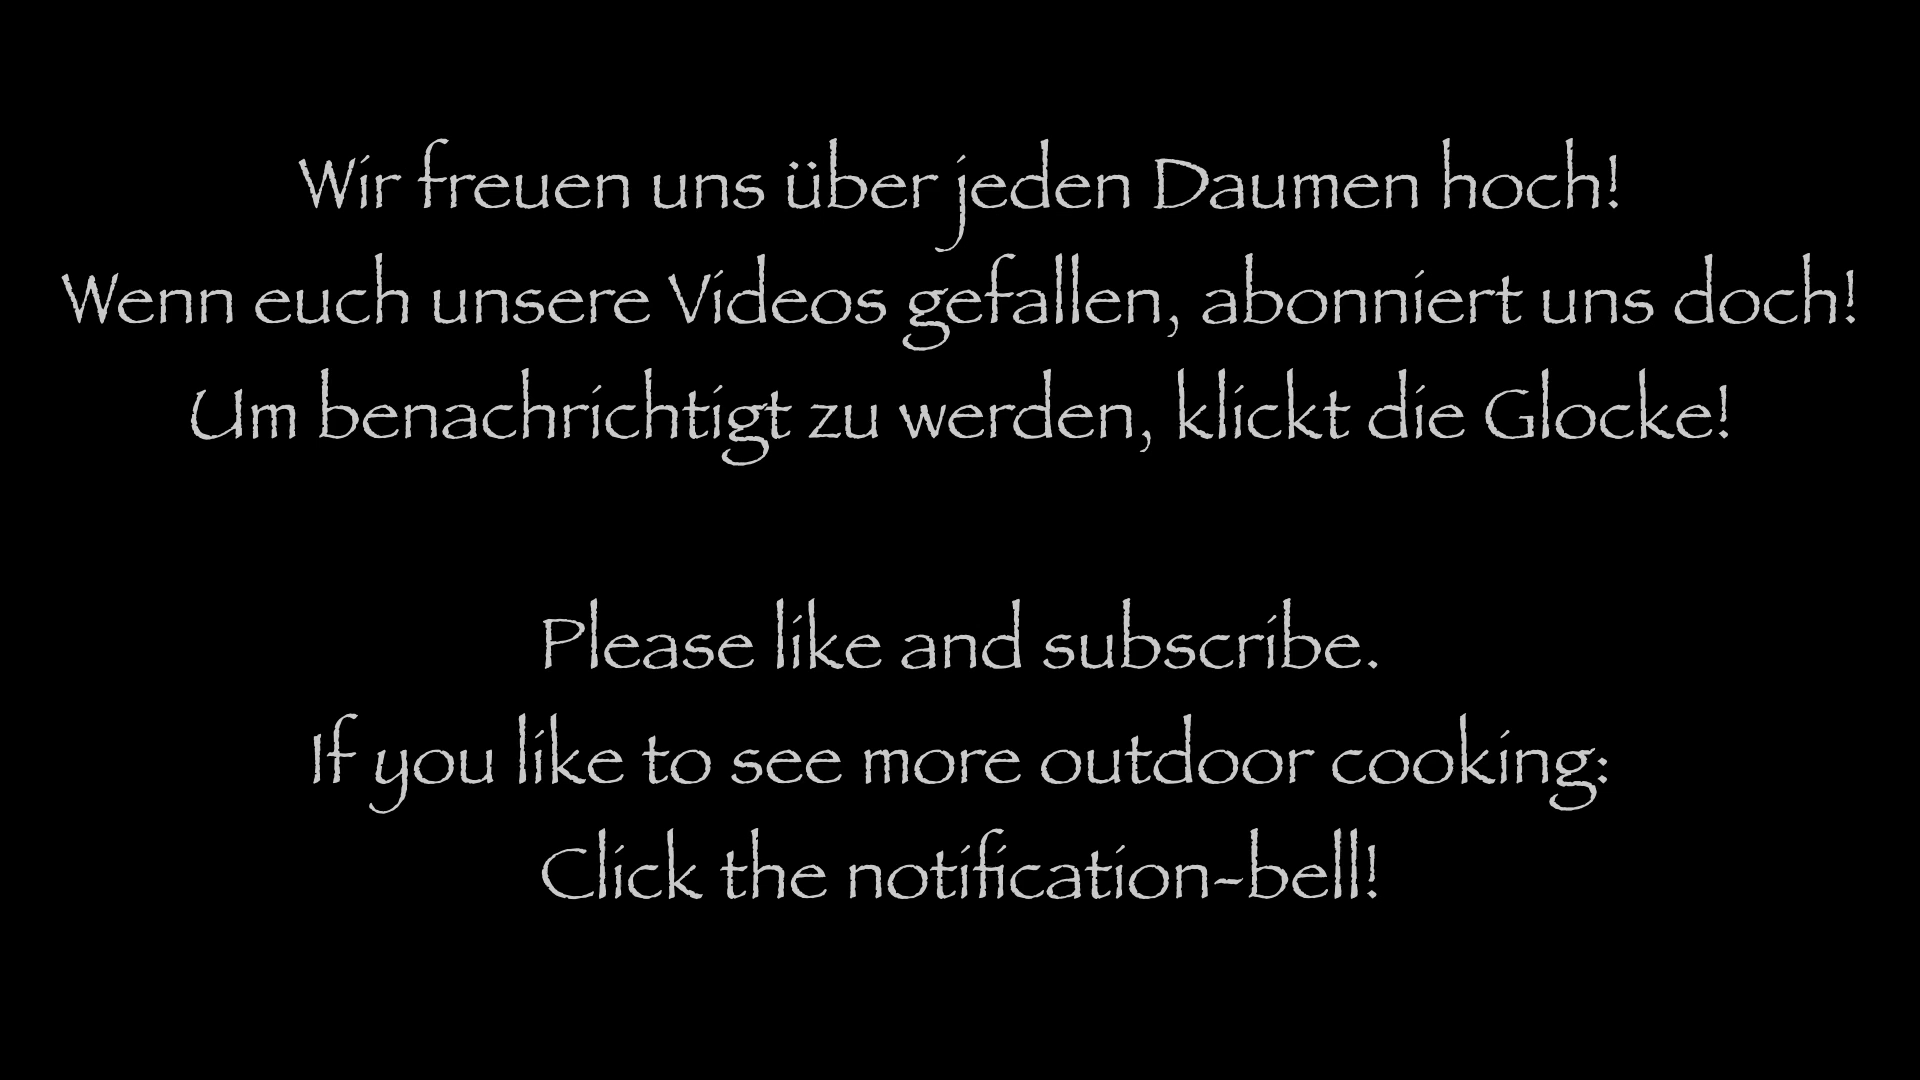 Wir freuen uns über jeden Daumen hoch!
Wenn euch unsere Videos gefallen, abonniert uns doch!
Um benachrichtigt zu werden, klickt die Glocke!
Please like and subscribe.
If you like to see more outdoor cooking:
Click the notification-bell!